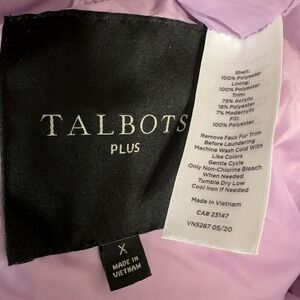 TALBOTS
PLUS
X
MADE IN
VIETNAM
Shell:
100% Polyester
Lining:
100% Polyester
Trim:
75% Acrylic
18% Polyester
7% Modacrylic
Fill:
100% Polyester
Remove Faux Fur Trim
Before Laundering
Machine Wash Cold With
Like Colors
Gentle Cycle
Only Non-Chlorine Bleach
When Needed
Tumble Dry Low
Cool Iron if Needed
Made in Vietnam
CA# 23147
VN5267 05/20